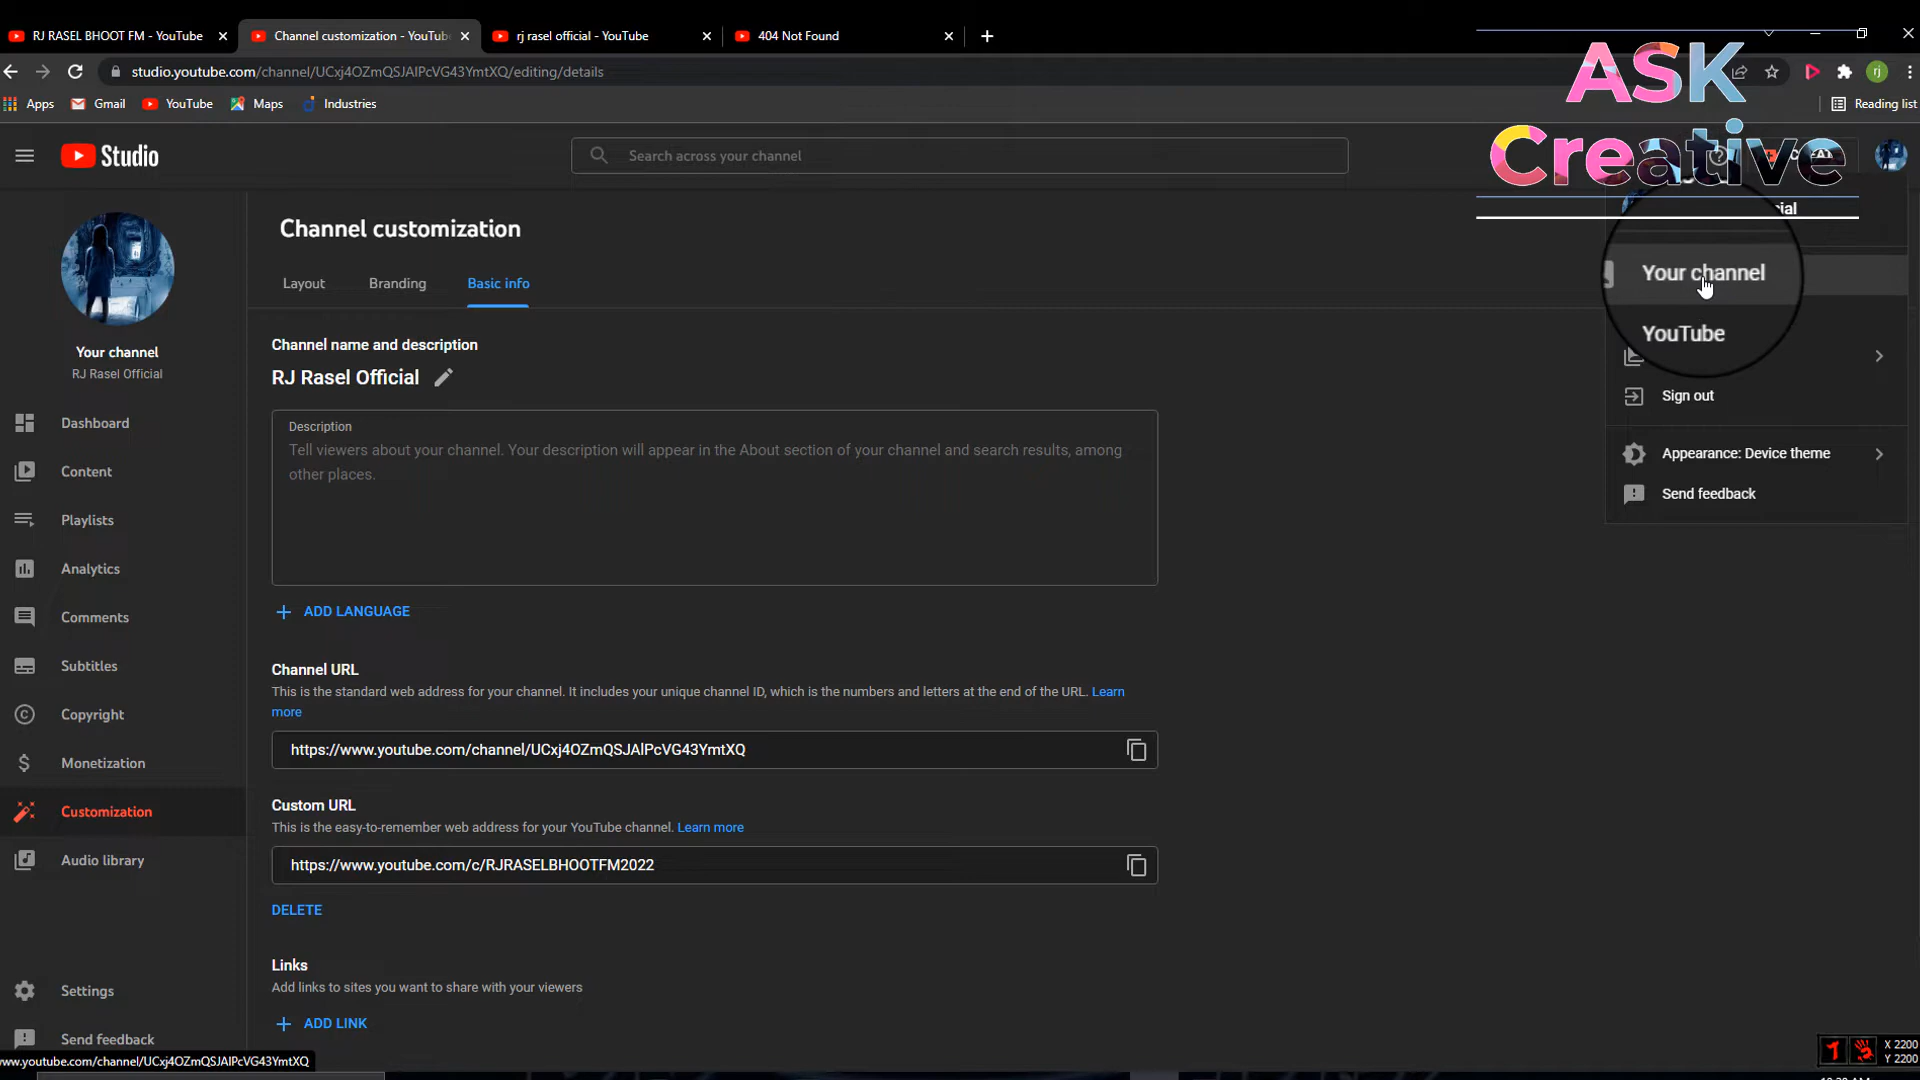 RJ RASEL BHOOT FM - YouTube
Channel customization - YouTube
rj rasel official - YouTube
404 Not Found
studio.youtube.com/channel/UCxj4OZmQSJAlPcVG43YmtXQ/editing/details
rj
Apps
Gmail
YouTube
Maps
Industries
Reading list
ASK
Creative
Studio
Search across your channel
Channel customization
Layout
Branding
Basic info
Your channel
YouTube
Sign out
Appearance: Device theme
Send feedback
Your channel
RJ Rasel Official
Dashboard
Content
Playlists
Analytics
Comments
Subtitles
Copyright
Monetization
Customization
Audio library
Settings
Send feedback
Channel name and description
RJ Rasel Official
Description
Tell viewers about your channel. Your description will appear in the About section of your channel and search results, among
other places.
ADD LANGUAGE
Channel URL
This is the standard web address for your channel. It includes your unique channel ID, which is the numbers and letters at the end of the URL. Learn
more
https://www.youtube.com/channel/UCxj4OZmQSJAlPcVG43YmtXQ
Custom URL
This is the easy-to-remember web address for your YouTube channel. Learn more
https://www.youtube.com/c/RJRASELBHOOTFM2022
DELETE
Links
Add links to sites you want to share with your viewers
ADD LINK
www.youtube.com/channel/UCxj4OZmQSJAlPcVG43YmtXQ
X 2200
Y 2200